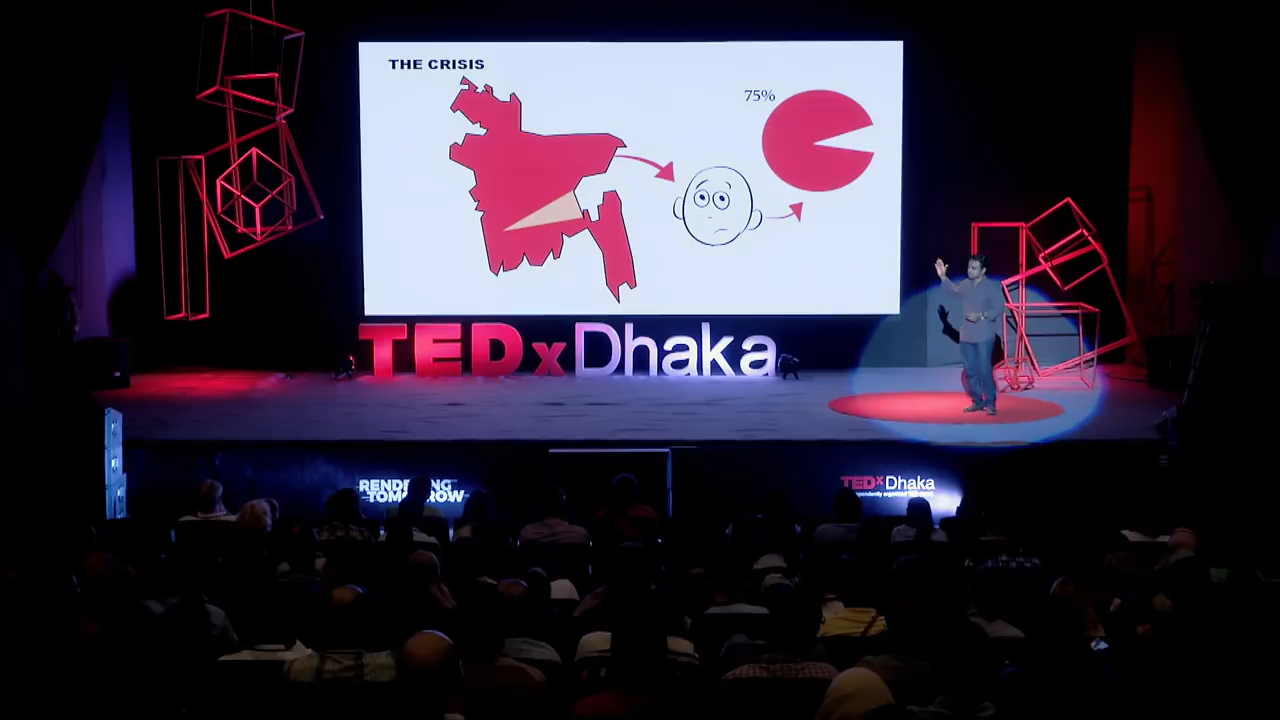 THE CRISIS
75%
TEDxDhaka
RENDERING
TOMORROW
TEDxDhaka